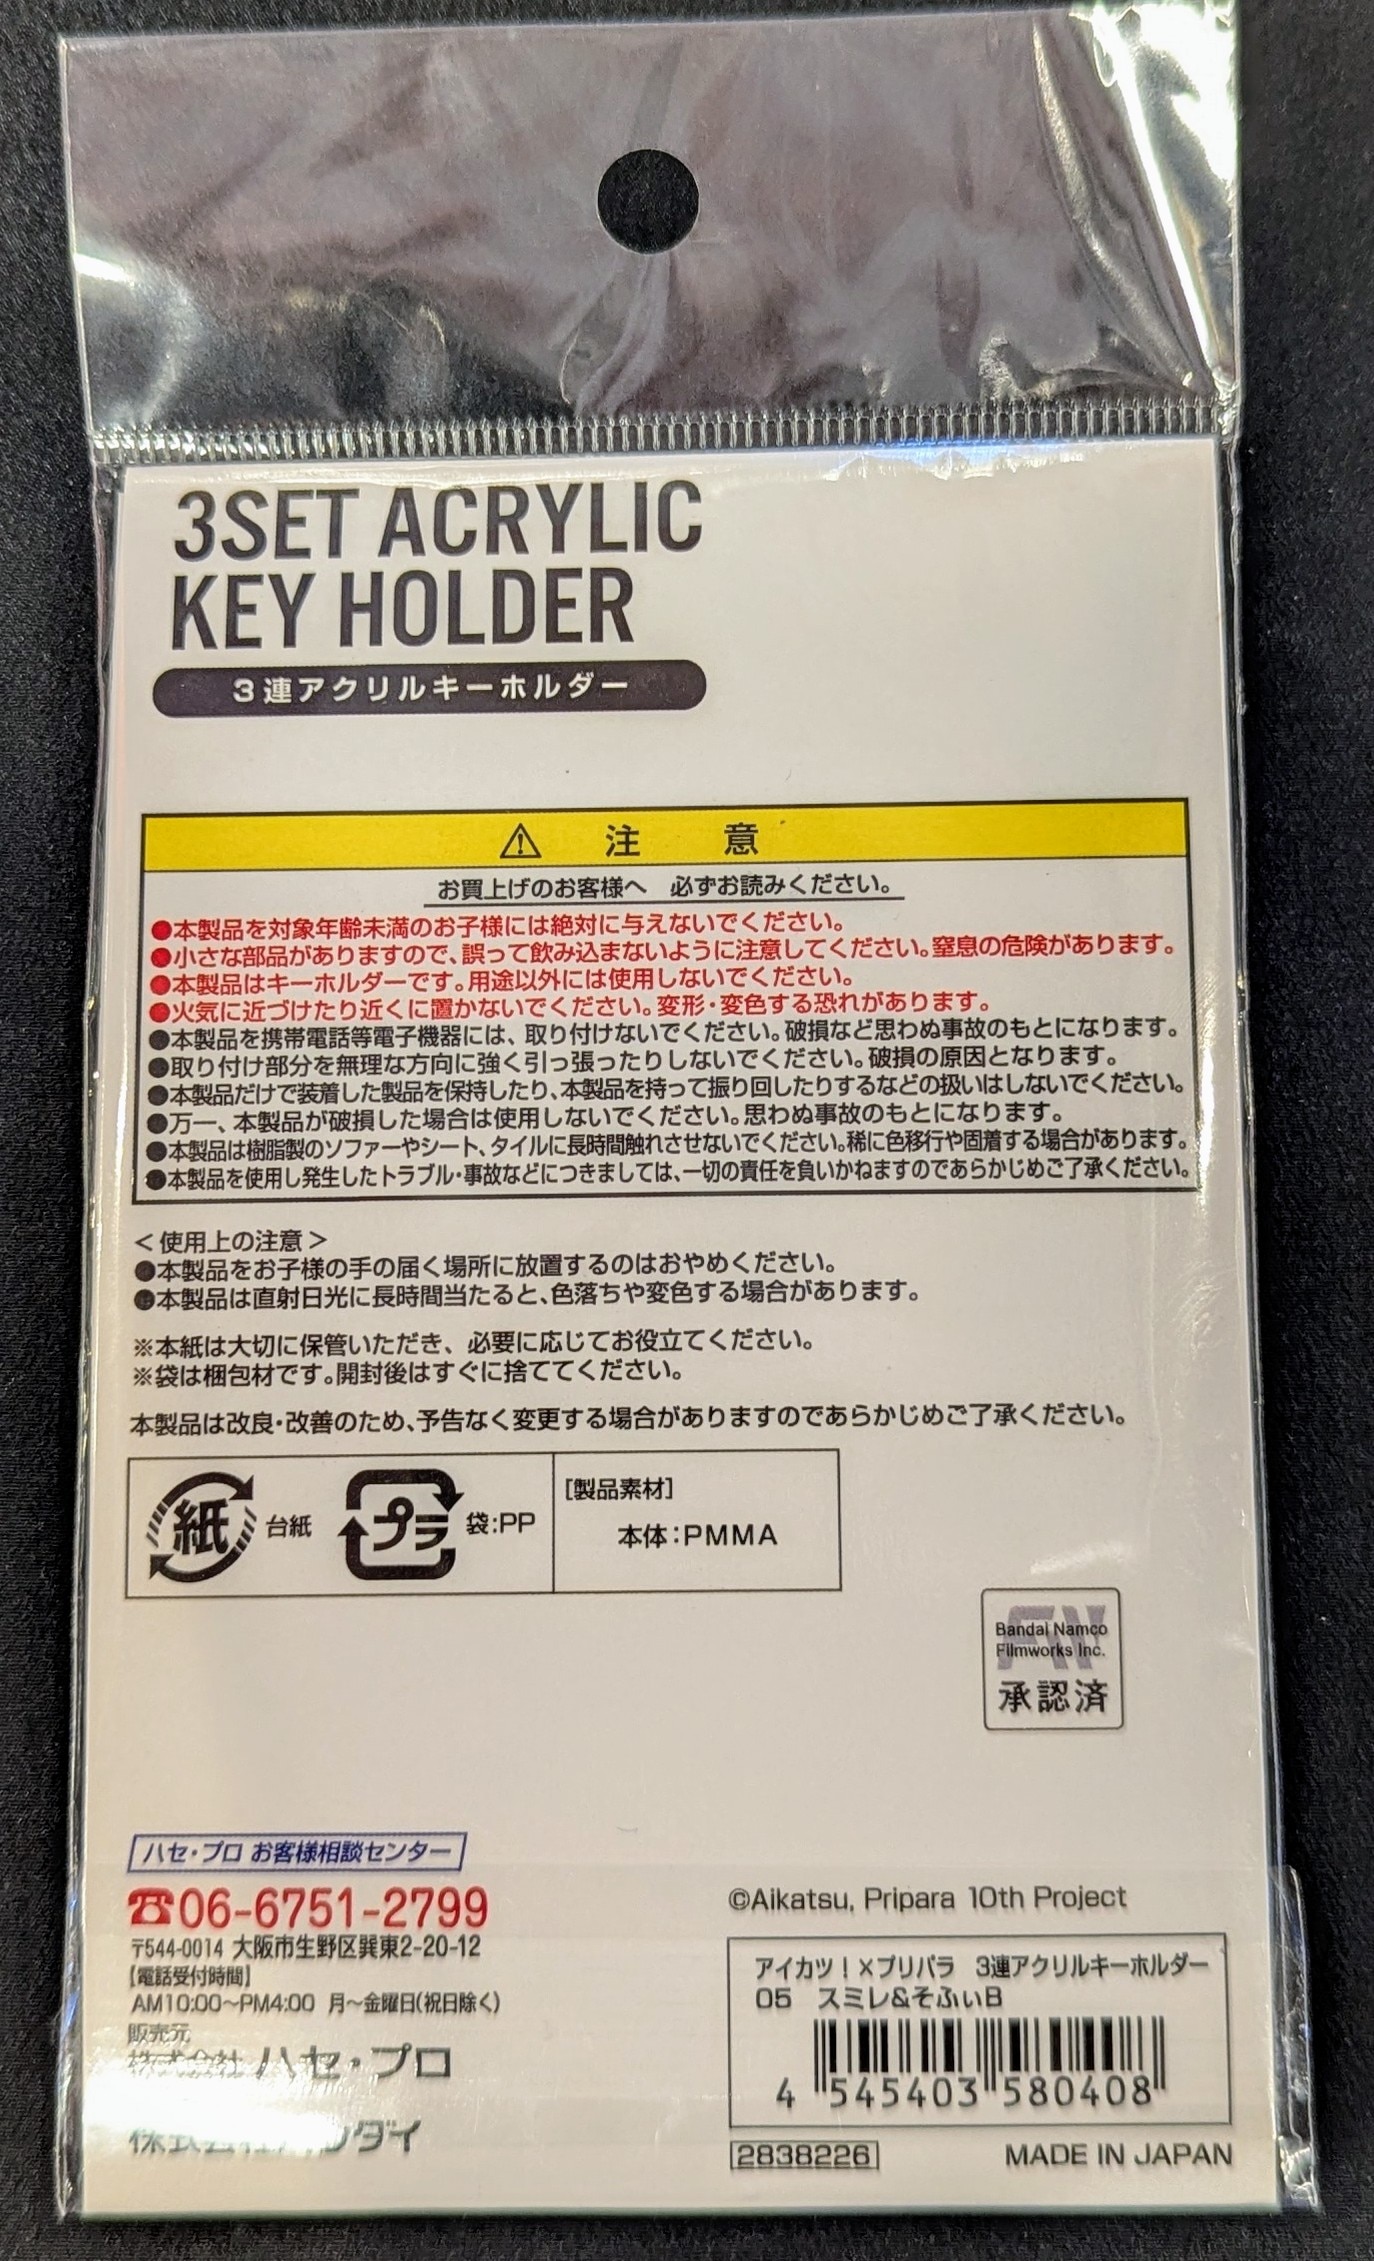 3SET ACRYLIC
KEY HOLDER
3連アクリルキーホルダー
⚠ 注 意
お買上げのお客様へ 必ずお読みください。
●本製品を対象年齢未満のお子様には絶対に与えないでください。
●小さな部品がありますので、誤って飲み込まないように注意してください。窒息の危険があります。
●本製品はキーホルダーです。用途以外には使用しないでください。
●火気に近づけたり近くに置かないでください。変形・変色する恐れがあります。
●本製品を携帯電話等電子機器には、取り付けないでください。破損など思わぬ事故のもとになります。
●取り付け部分を無理な方向に強く引っ張ったりしないでください。破損の原因となります。
●本製品だけで装着した製品を保持したり、本製品を持って振り回したりするなどの扱いはしないでください。
●万一、本製品が破損した場合は使用しないでください。思わぬ事故のもとになります。
●本製品は樹脂製のソファーやシート、タイルに長時間触れさせないでください。稀に色移行や固着する場合があります。
●本製品を使用し発生したトラブル・事故などにつきましては、一切の責任を負いかねますのであらかじめご了承ください。
<使用上の注意>
●本製品をお子様の手の届く場所に放置するのはおやめください。
●本製品は直射日光に長時間当たると、色落ちや変色する場合があります。
※本紙は大切に保管いただき、必要に応じてお役立てください。
※袋は梱包材です。開封後はすぐに捨ててください。
本製品は改良・改善のため、予告なく変更する場合がありますのであらかじめご了承ください。
紙 台紙 プラ 袋:PP
[製品素材]
本体:PMMA
Bandai Namco
Filmworks Inc.
承認済
ハセ・プロ お客様相談センター
☎06-6751-2799
〒544-0014 大阪市生野区巽東2-20-12
【電話受付時間】
AM10:00～PM4:00 月～金曜日(祝日除く)
販売元
株式会社 ハセ・プロ
株式会社バンダイ
©Aikatsu, Pripara 10th Project
アイカツ！×プリパラ 3連アクリルキーホルダー
05 スミレ&そふぃB
4 545403 580408
2838226
MADE IN JAPAN